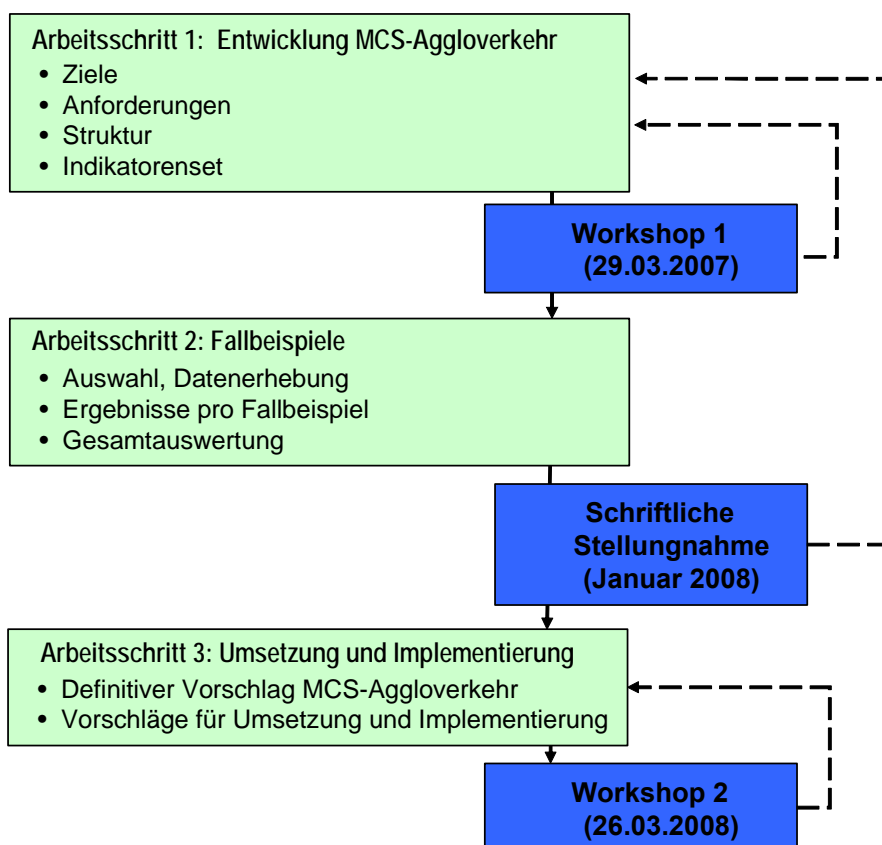 Arbeitsschritt 1: Entwicklung MCS-Aggloverkehr
• Ziele
• Anforderungen
• Struktur
• Indikatorenset
Workshop 1
(29.03.2007)
Arbeitsschritt 2: Fallbeispiele
• Auswahl, Datenerhebung
• Ergebnisse pro Fallbeispiel
• Gesamtauswertung
Schriftliche
Stellungnahme
(Januar 2008)
Arbeitsschritt 3: Umsetzung und Implementierung
• Definitiver Vorschlag MCS-Aggloverkehr
• Vorschläge für Umsetzung und Implementierung
Workshop 2
(26.03.2008)